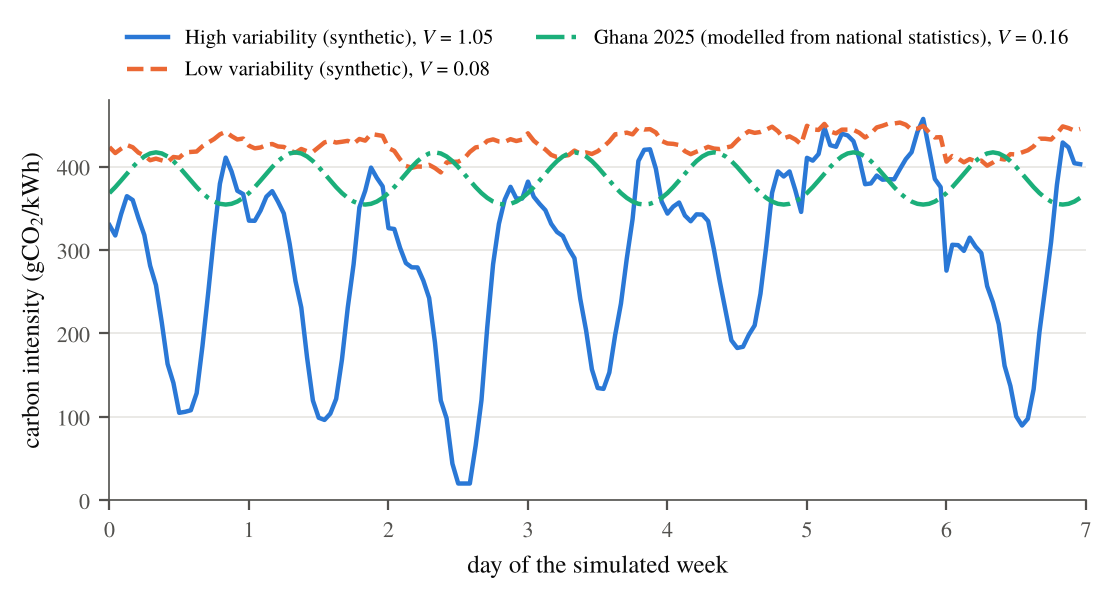 High variability (synthetic), V = 1.05
Low variability (synthetic), V = 0.08
Ghana 2025 (modelled from national statistics), V = 0.16
carbon intensity (gCO₂/kWh)
400
300
200
100
0
0 1 2 3 4 5 6 7
day of the simulated week